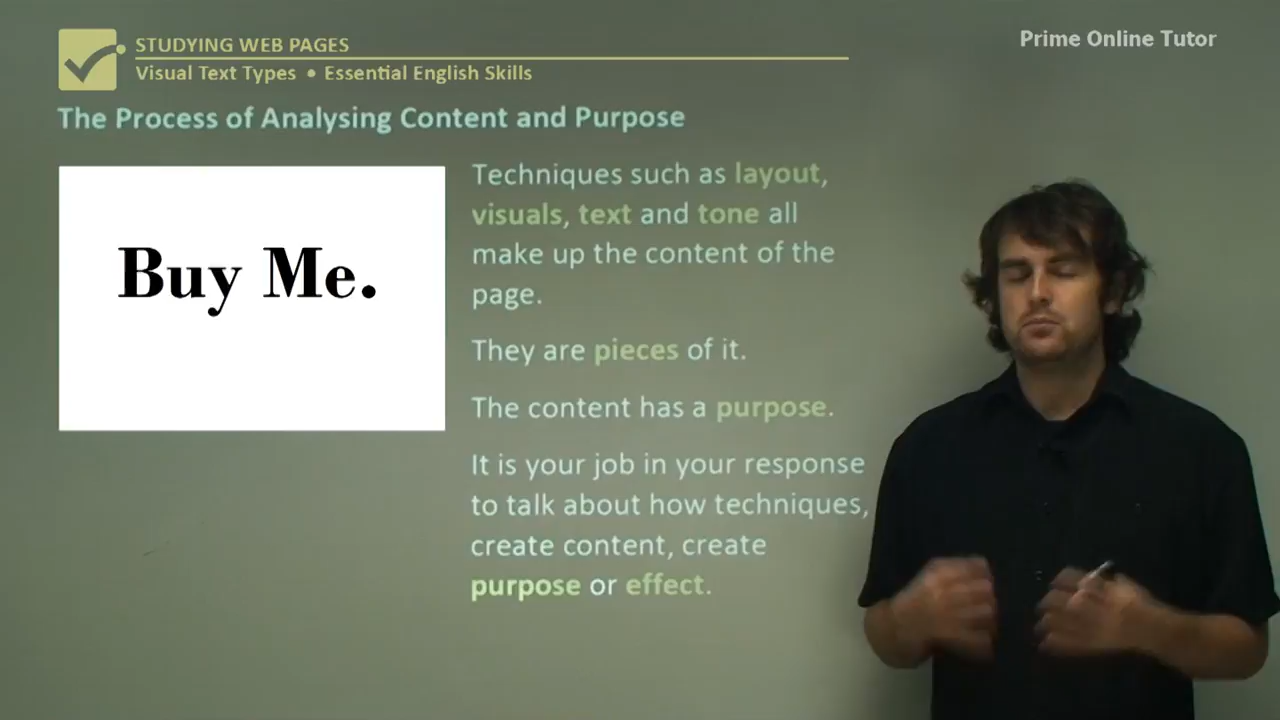 STUDYING WEB PAGES
Visual Text Types • Essential English Skills
Prime Online Tutor
The Process of Analysing Content and Purpose
Buy Me.
Techniques such as layout,
visuals, text and tone all
make up the content of the
page.
They are pieces of it.
The content has a purpose.
It is your job in your response
to talk about how techniques,
create content, create
purpose or effect.